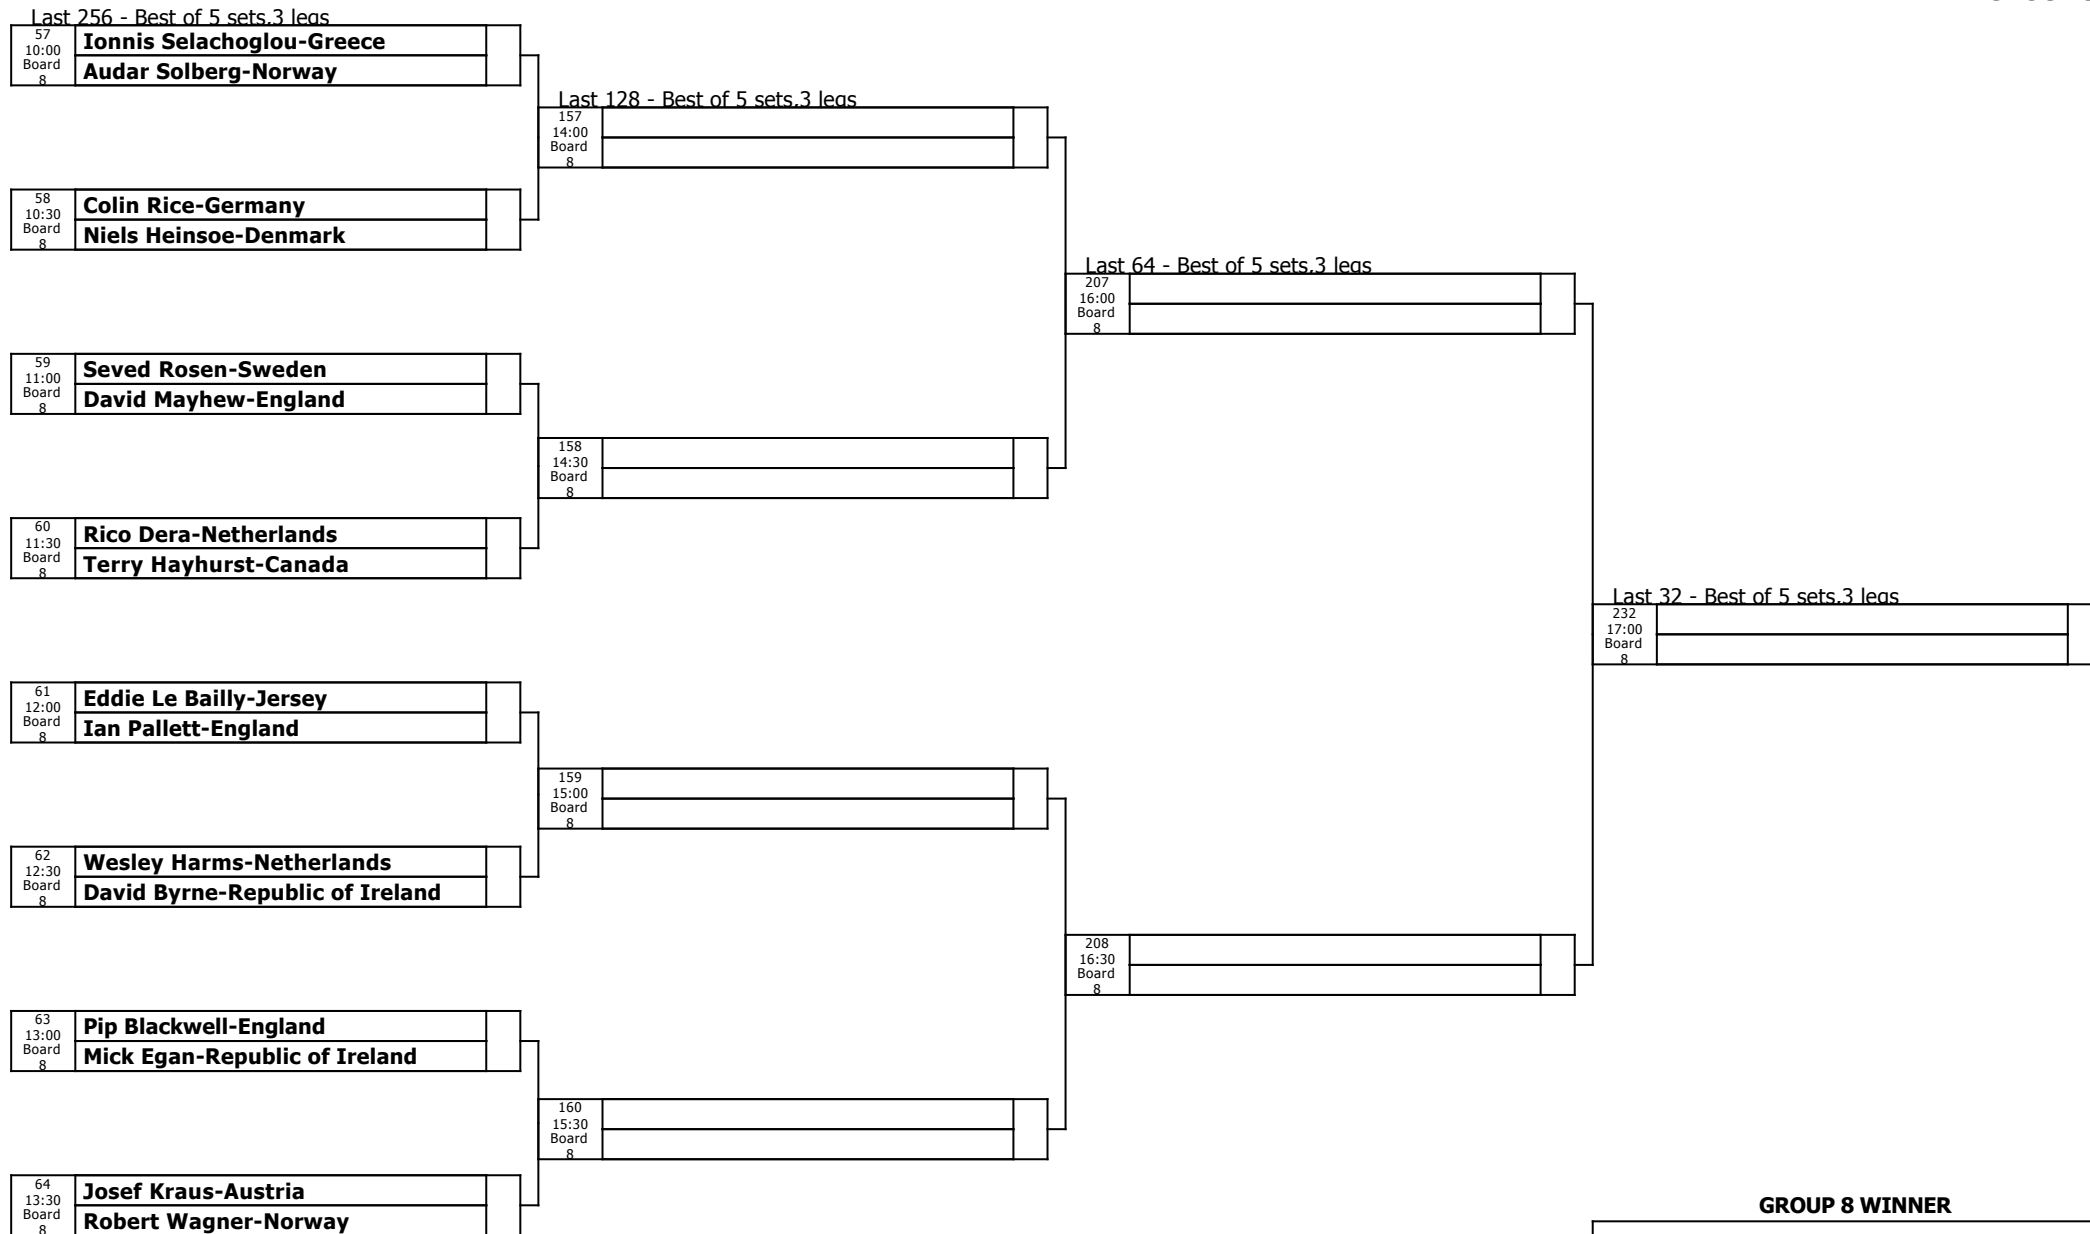 Last 256 - Best of 5 sets,3 legs
57
10:00
Board
8
Ionnis Selachoglou-Greece
Audar Solberg-Norway
58
10:30
Board
8
Colin Rice-Germany
Niels Heinsoe-Denmark
59
11:00
Board
8
Seved Rosen-Sweden
David Mayhew-England
60
11:30
Board
8
Rico Dera-Netherlands
Terry Hayhurst-Canada
61
12:00
Board
8
Eddie Le Bailly-Jersey
Ian Pallett-England
62
12:30
Board
8
Wesley Harms-Netherlands
David Byrne-Republic of Ireland
63
13:00
Board
8
Pip Blackwell-England
Mick Egan-Republic of Ireland
64
13:30
Board
8
Josef Kraus-Austria
Robert Wagner-Norway
Last 128 - Best of 5 sets,3 legs
157
14:00
Board
8
158
14:30
Board
8
159
15:00
Board
8
160
15:30
Board
8
Last 64 - Best of 5 sets,3 legs
207
16:00
Board
8
208
16:30
Board
8
Last 32 - Best of 5 sets,3 legs
232
17:00
Board
8
GROUP 8 WINNER